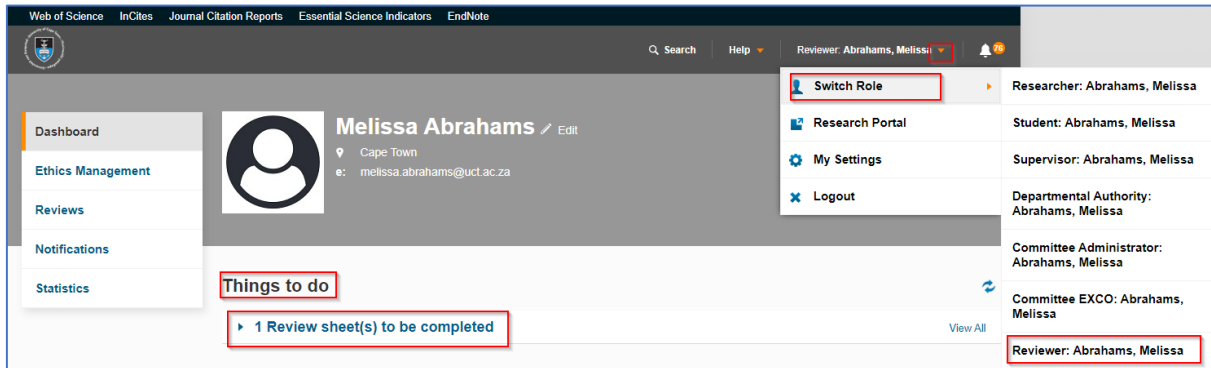 Web of Science InCites Journal Citation Reports Essential Science Indicators EndNote
Search Help Reviewer: Abrahams, Melissa 76
Switch Role
Research Portal
My Settings
Logout
Researcher: Abrahams, Melissa
Student: Abrahams, Melissa
Supervisor: Abrahams, Melissa
Departmental Authority:
Abrahams, Melissa
Committee Administrator:
Abrahams, Melissa
Committee EXCO: Abrahams,
Melissa
Reviewer: Abrahams, Melissa
Dashboard
Ethics Management
Reviews
Notifications
Statistics
Melissa Abrahams Edit
Cape Town
e: melissa.abrahams@uct.ac.za
Things to do
1 Review sheet(s) to be completed
View All